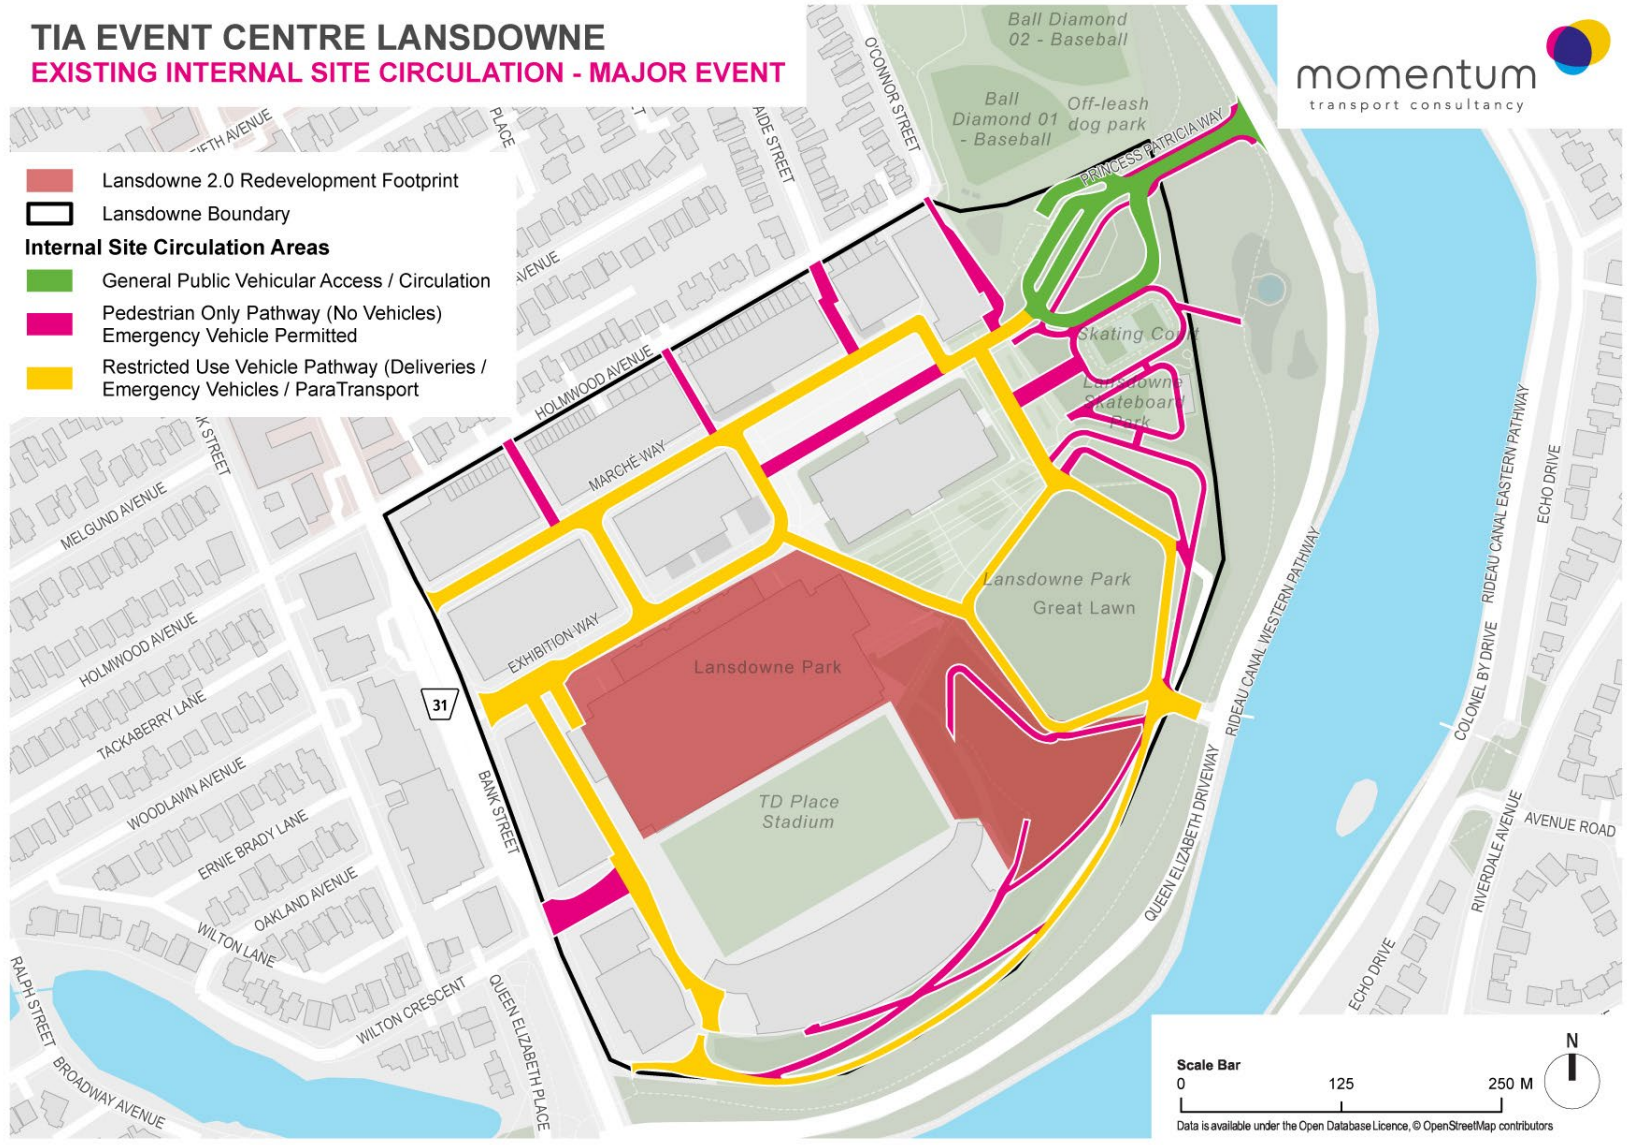 TIA EVENT CENTRE LANSDOWNE
EXISTING INTERNAL SITE CIRCULATION - MAJOR EVENT
momentum
transport consultancy
Lansdowne 2.0 Redevelopment Footprint
Lansdowne Boundary
Internal Site Circulation Areas
General Public Vehicular Access / Circulation
Pedestrian Only Pathway (No Vehicles)
Emergency Vehicle Permitted
Restricted Use Vehicle Pathway (Deliveries /
Emergency Vehicles / ParaTransport
Ball Diamond
02 - Baseball
Ball
Diamond 01
- Baseball
Off-leash
dog park
PRINCESS PATRICIA WAY
O'CONNOR STREET
PLACE
AVENUE
HOLMWOOD AVENUE
MARCHÉ WAY
EXHIBITION WAY
Skating Court
Lansdowne
Skateboard
Park
Lansdowne Park
Great Lawn
Lansdowne Park
TD Place
Stadium
31
BANK STREET
MELGUND AVENUE
HOLMWOOD AVENUE
TACKABERRY LANE
WOODLAWN AVENUE
ERNIE BRADY LANE
OAKLAND AVENUE
WILTON LANE
WILTON CRESCENT
QUEEN ELIZABETH PLACE
RALPH STREET
BROADWAY AVENUE
QUEEN ELIZABETH DRIVEWAY
RIDEAU CANAL WESTERN PATHWAY
RIDEAU CANAL EASTERN PATHWAY
COLONEL BY DRIVE
ECHO DRIVE
ECHO DRIVE
AVENUE ROAD
RIVERDALE AVENUE
N
Scale Bar
0 125 250 M
Data is available under the Open Database Licence, © OpenStreetMap contributors